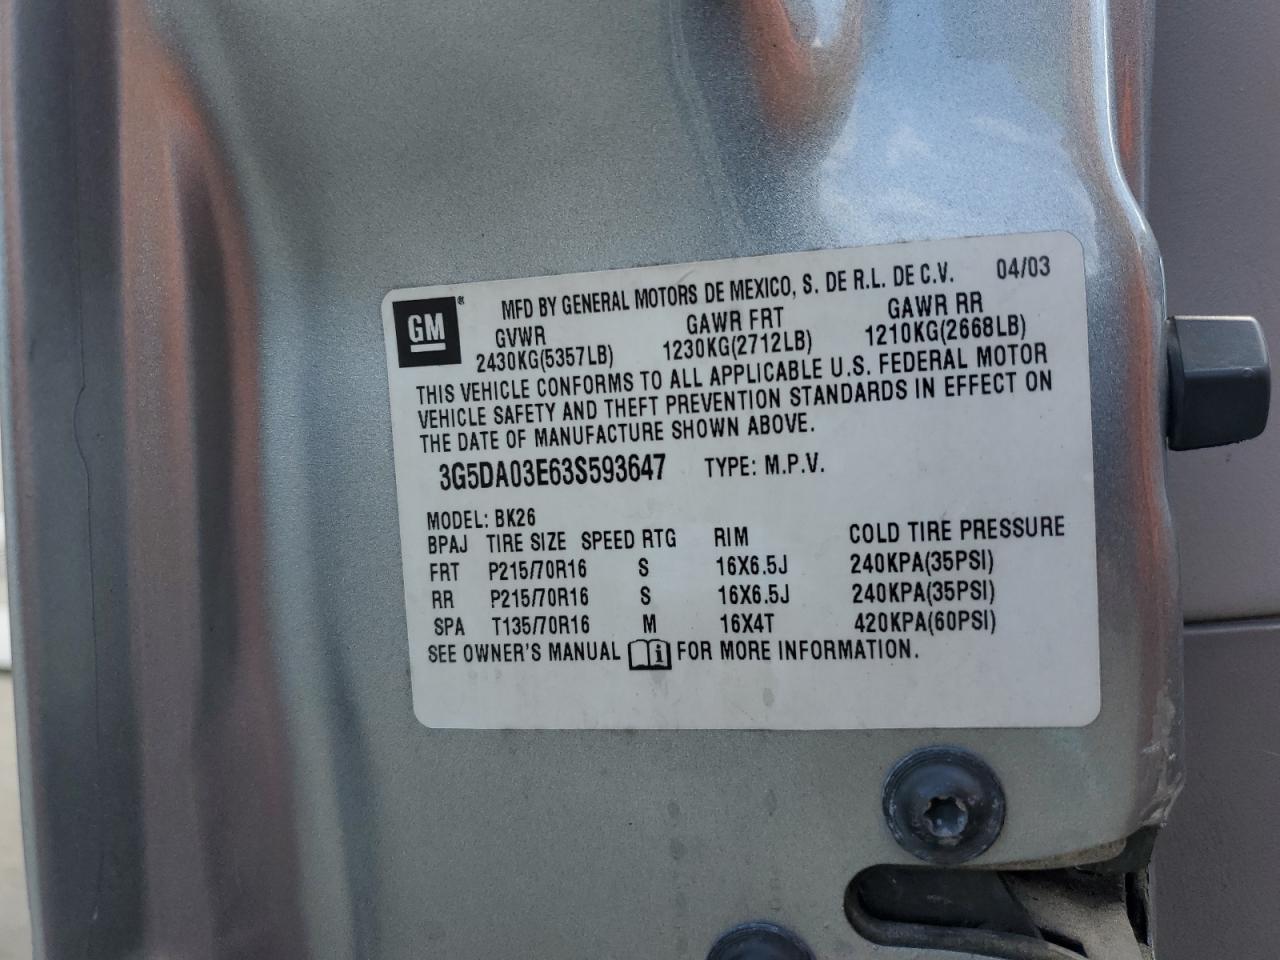 GM®
MFD BY GENERAL MOTORS DE MEXICO, S. DE R.L. DE C.V. 04/03
GVWR GAWR FRT GAWR RR
2430KG(5357LB) 1230KG(2712LB) 1210KG(2668LB)
THIS VEHICLE CONFORMS TO ALL APPLICABLE U.S. FEDERAL MOTOR
VEHICLE SAFETY AND THEFT PREVENTION STANDARDS IN EFFECT ON
THE DATE OF MANUFACTURE SHOWN ABOVE.
3G5DA03E63S593647 TYPE: M.P.V.
MODEL: BK26
BPAJ TIRE SIZE SPEED RTG RIM COLD TIRE PRESSURE
FRT P215/70R16 S 16X6.5J 240KPA(35PSI)
RR P215/70R16 S 16X6.5J 240KPA(35PSI)
SPA T135/70R16 M 16X4T 420KPA(60PSI)
SEE OWNER'S MANUAL i FOR MORE INFORMATION.